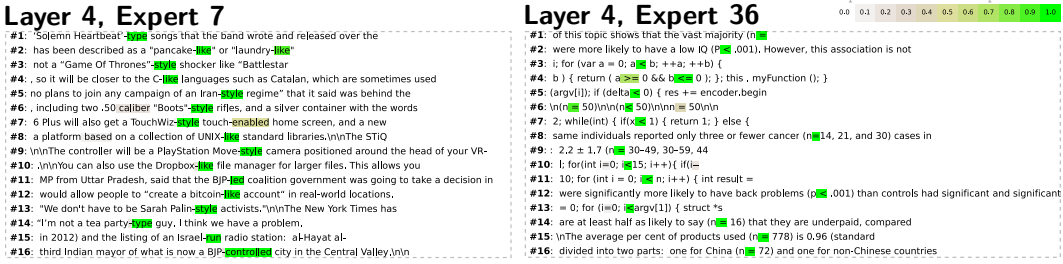 Layer 4, Expert 7
#1: 'Solemn Heartbeat'-type songs that the band wrote and released over the
#2: has been described as a "pancake-like" or "laundry-like"
#3: not a “Game Of Thrones”-style shocker like “Battlestar
#4: , so it will be closer to the C-like languages such as Catalan, which are sometimes used
#5: no plans to join any campaign of an Iran-style regime” that it said was behind the
#6: , including two .50 caliber "Boots"-style rifles, and a silver container with the words
#7: 6 Plus will also get a TouchWiz-style touch-enabled home screen, and a new
#8: a platform based on a collection of UNIX-like standard libraries.\n\nThe STiQ
#9: \n\nThe controller will be a PlayStation Move-style camera positioned around the head of your VR-
#10: .\n\nYou can also use the Dropbox-like file manager for larger files. This allows you
#11: MP from Uttar Pradesh, said that the BJP-led coalition government was going to take a decision in
#12: would allow people to “create a bitcoin-like account” in real-world locations.
#13: "We don't have to be Sarah Palin-style activists."\n\nThe New York Times has
#14: “I’m not a tea party-type guy, I think we have a problem,
#15: in 2012) and the listing of an Israel-run radio station: al-Hayat al-
#16: third Indian mayor of what is now a BJP-controlled city in the Central Valley.\n\n
Layer 4, Expert 36
0.0 0.1 0.2 0.3 0.4 0.5 0.6 0.7 0.8 0.9 1.0
#1: of this topic shows that the vast majority (n =
#2: were more likely to have a low IQ (P < .001). However, this association is not
#3: i; for (var a = 0; a < b; ++a; ++b) {
#4: b ) { return ( a >= 0 && b <= 0 ); }; this . myFunction (); }
#5: (argv[i]); if (delta < 0) { res += encoder.begin
#6: \n(n = 50)\n\n(n < 50)\n\nn = 50\n\n
#7: 2; while(int) { if(x < 1) { return 1; } else {
#8: same individuals reported only three or fewer cancer (n=14, 21, and 30) cases in
#9: : 2.2 ± 1.7 (n = 30–49, 30–59, 44
#10: l; for(int i=0; i<15; i++){ if(i=
#11: 10; for (int i = 0; i < n; i++) { int result =
#12: were significantly more likely to have back problems (p < .001) than controls had significant and significant
#13: = 0; for (i=0; i<argv[1]) { struct *s
#14: are at least half as likely to say (n = 16) that they are underpaid, compared
#15: \nThe average per cent of products used (n = 778) is 0.96 (standard
#16: divided into two parts: one for China (n = 72) and one for non-Chinese countries